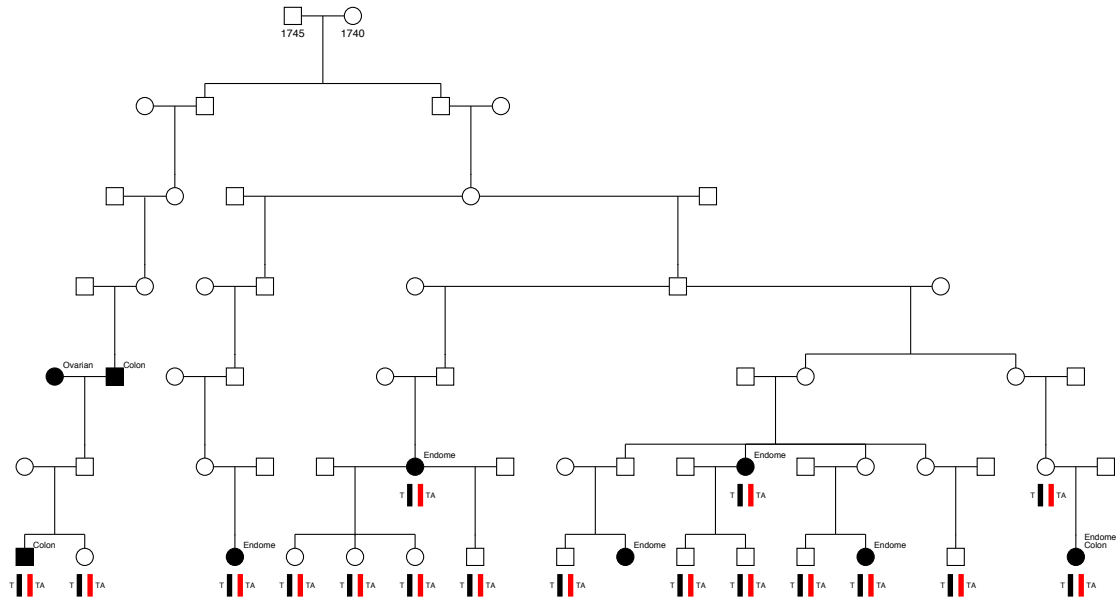 1745 1740
Ovarian Colon
Endome Endome
T TA T TA T TA
Colon Endome Endome Endome
Colon
T TA T TA T TA T TA T TA T TA T TA T TA T TA T TA T TA T TA T TA T TA